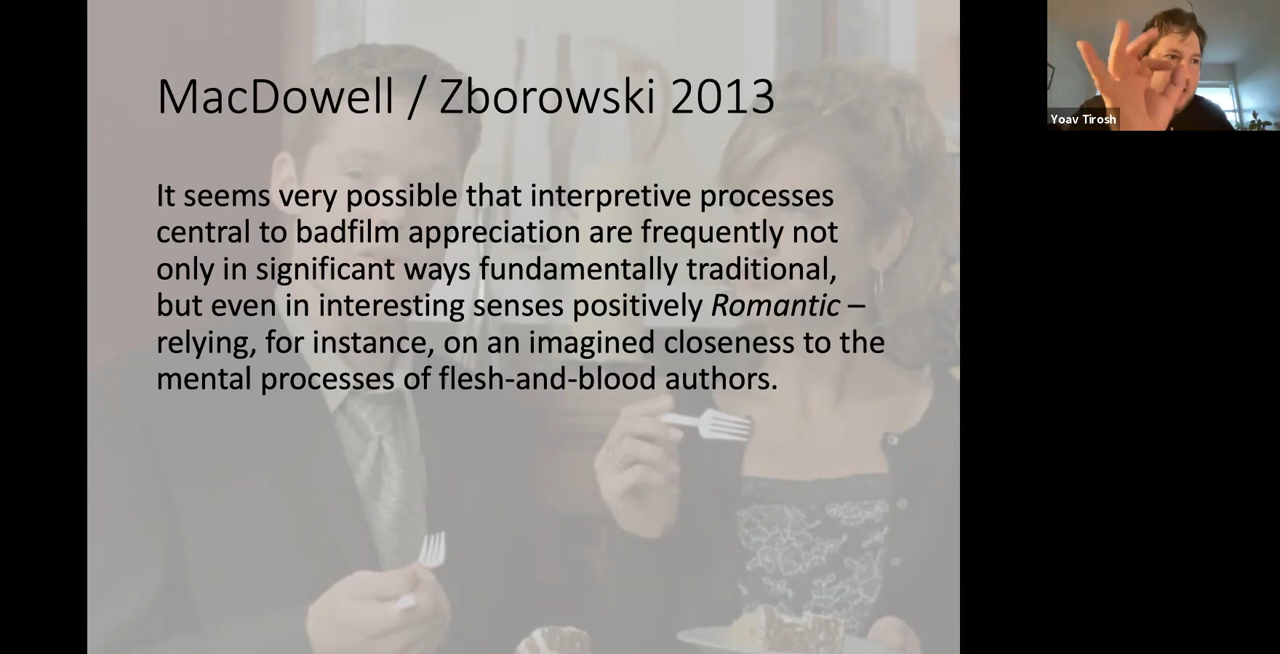 MacDowell / Zborowski 2013
It seems very possible that interpretive processes
central to badfilm appreciation are frequently not
only in significant ways fundamentally traditional,
but even in interesting senses positively Romantic –
relying, for instance, on an imagined closeness to the
mental processes of flesh-and-blood authors.
Yoav Tirosh